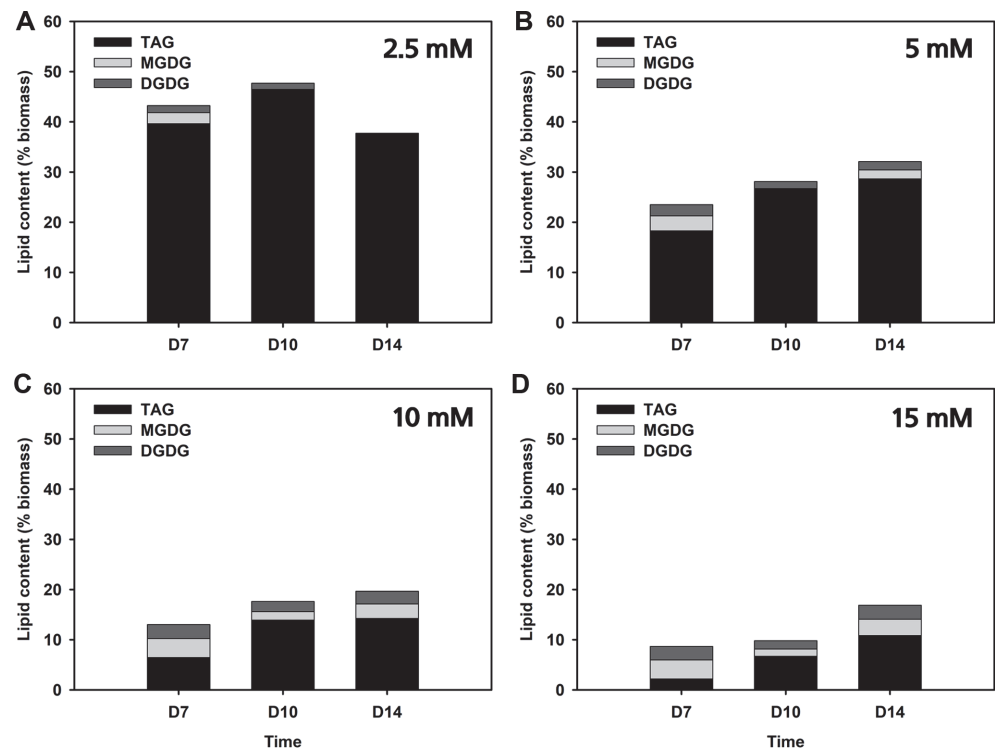 A
2.5 mM
TAG
MGDG
DGDG
Lipid content (% biomass)
60
50
40
30
20
10
0
D7 D10 D14
B
5 mM
TAG
MGDG
DGDG
Lipid content (% biomass)
60
50
40
30
20
10
0
D7 D10 D14
C
10 mM
TAG
MGDG
DGDG
Lipid content (% biomass)
60
50
40
30
20
10
0
D7 D10 D14
Time
D
15 mM
TAG
MGDG
DGDG
Lipid content (% biomass)
60
50
40
30
20
10
0
D7 D10 D14
Time